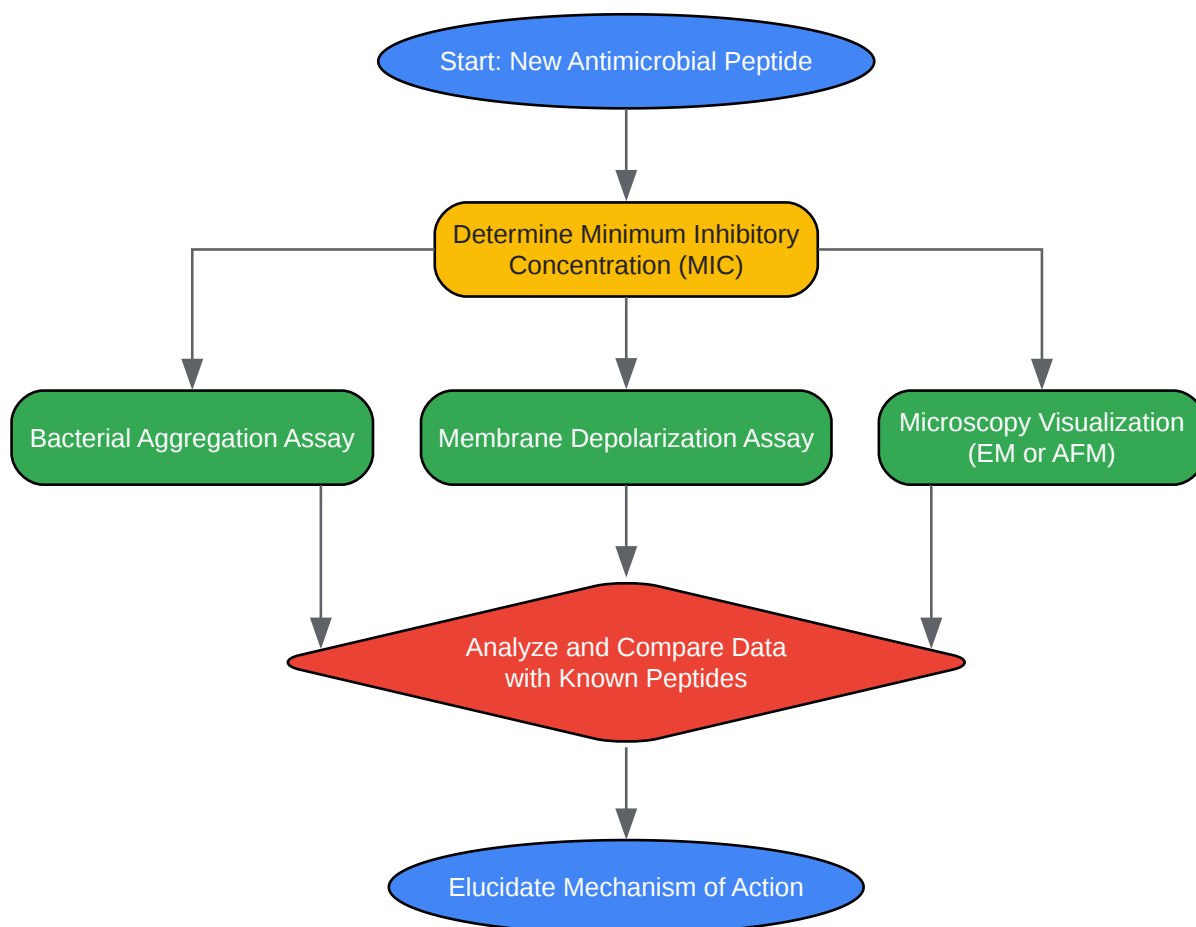 Start: New Antimicrobial Peptide
Determine Minimum Inhibitory
Concentration (MIC)
Bacterial Aggregation Assay
Membrane Depolarization Assay
Microscopy Visualization
(EM or AFM)
Analyze and Compare Data
with Known Peptides
Elucidate Mechanism of Action